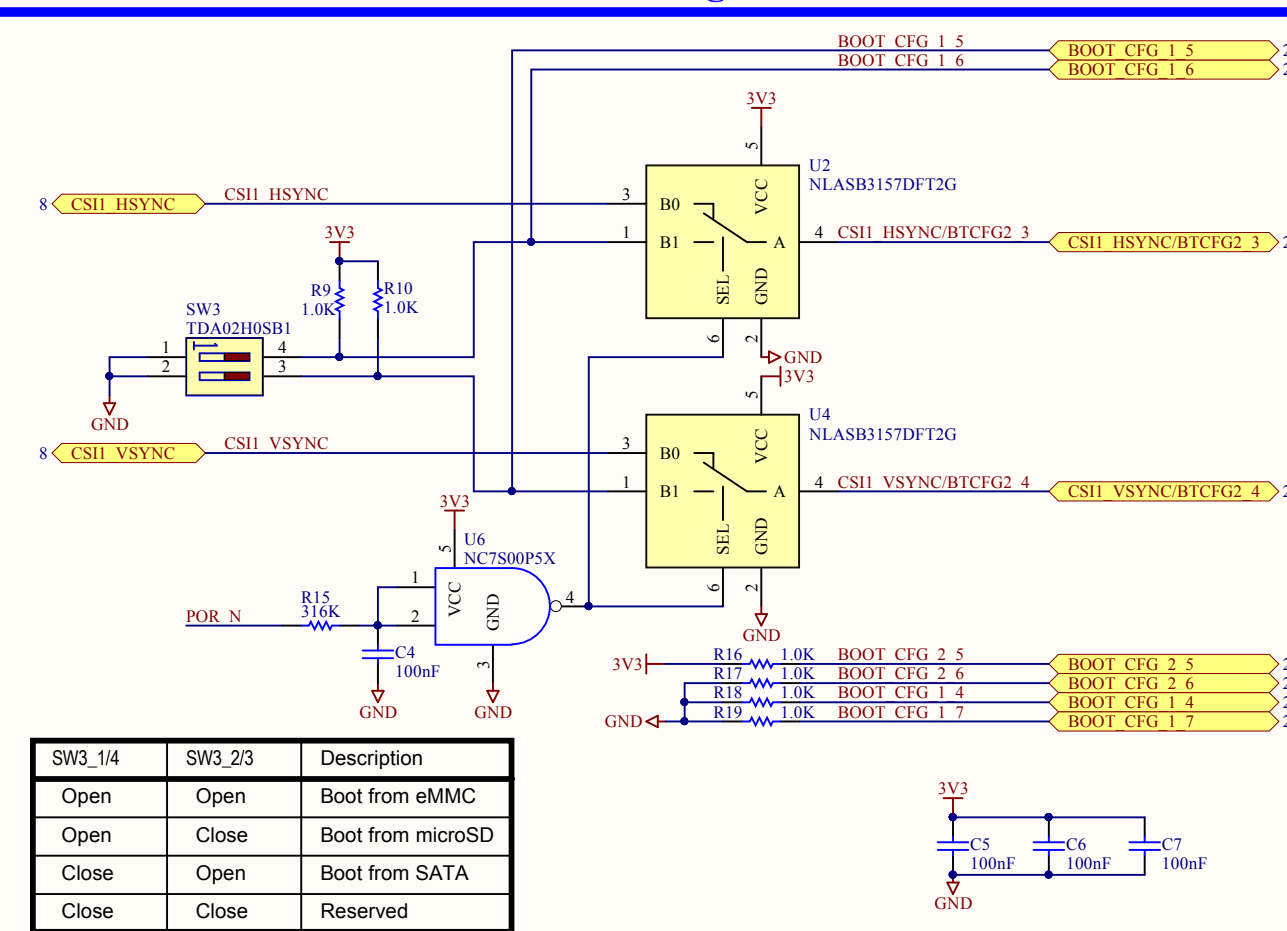 BOOT_CFG_1_5
BOOT_CFG_1_5
BOOT_CFG_1_6
BOOT_CFG_1_6
3V3
5
U2
NLASB3157DFT2G
VCC
8
CSI1_HSYNC
CSI1_HSYNC
3
B0
1
B1
A
4
CSI1_HSYNC/BTCFG2_3
CSI1_HSYNC/BTCFG2_3
SEL
GND
6
2
GND
3V3
R9
1.0K
R10
1.0K
SW3
TDA02H0SB1
1
1
4
2
3
GND
3V3
5
U4
NLASB3157DFT2G
VCC
8
CSI1_VSYNC
CSI1_VSYNC
3
B0
1
B1
A
4
CSI1_VSYNC/BTCFG2_4
CSI1_VSYNC/BTCFG2_4
SEL
GND
6
2
GND
3V3
5
U6
NC7S00P5X
VCC
GND
1
2
4
3
POR_N
R15
316K
C4
100nF
GND
GND
3V3
R16
1.0K
BOOT_CFG_2_5
BOOT_CFG_2_5
R17
1.0K
BOOT_CFG_2_6
BOOT_CFG_2_6
R18
1.0K
BOOT_CFG_1_4
BOOT_CFG_1_4
GND
R19
1.0K
BOOT_CFG_1_7
BOOT_CFG_1_7
SW3_1/4 SW3_2/3 Description
Open Open Boot from eMMC
Open Close Boot from microSD
Close Open Boot from SATA
Close Close Reserved
3V3
C5
100nF
C6
100nF
C7
100nF
GND